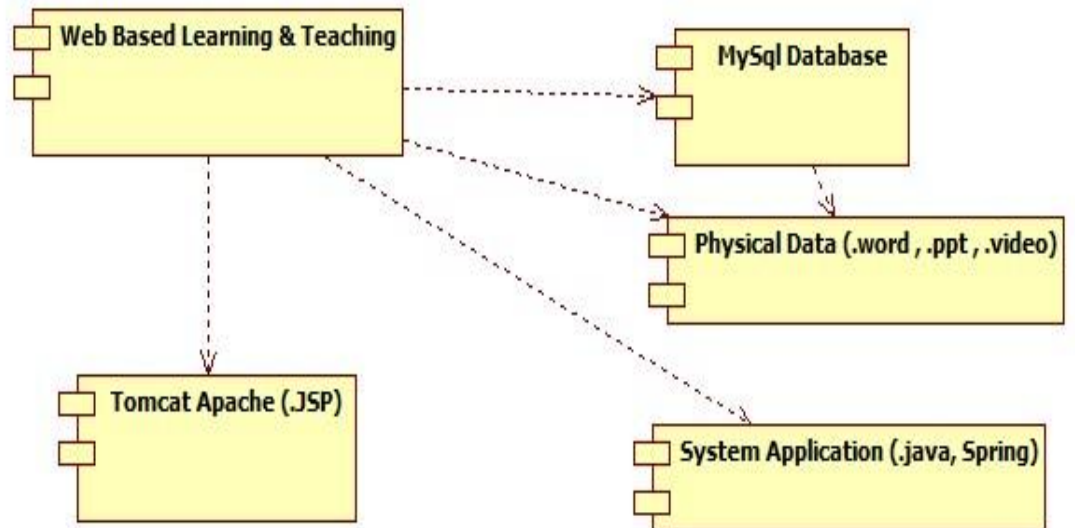 Web Based Learning & Teaching
MySql Database
Physical Data (.word , .ppt , .video)
Tomcat Apache (.JSP)
System Application (.java, Spring)